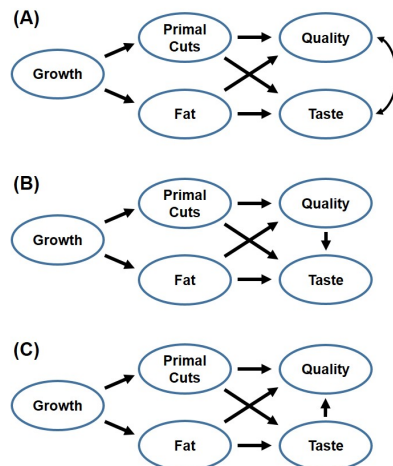 (A)
Primal
Cuts
Quality
Growth
Fat
Taste
(B)
Primal
Cuts
Quality
Growth
Fat
Taste
(C)
Primal
Cuts
Quality
Growth
Fat
Taste